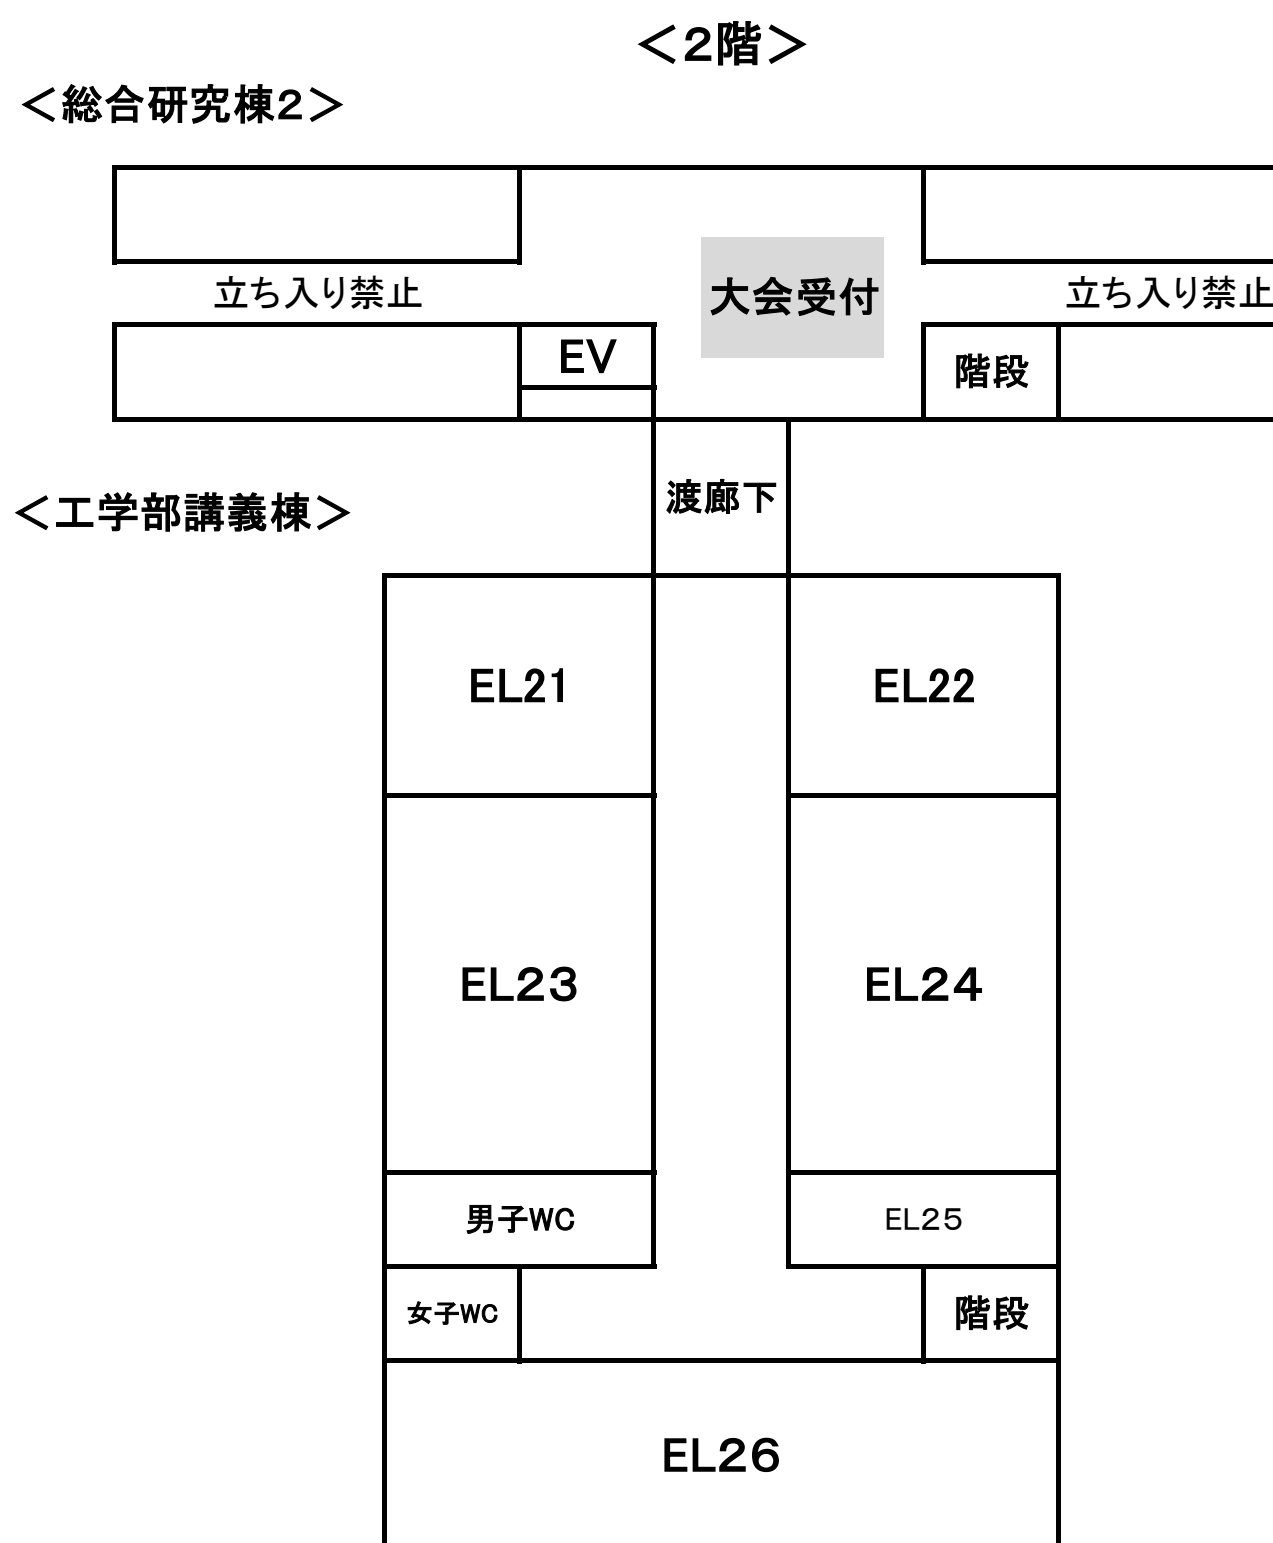 ＜２階＞
＜総合研究棟２＞
大会受付
立ち入り禁止
立ち入り禁止
EV
階段
渡廊下
＜工学部講義棟＞
EL21
EL22
EL23
EL24
男子WC
EL25
女子WC
階段
EL26